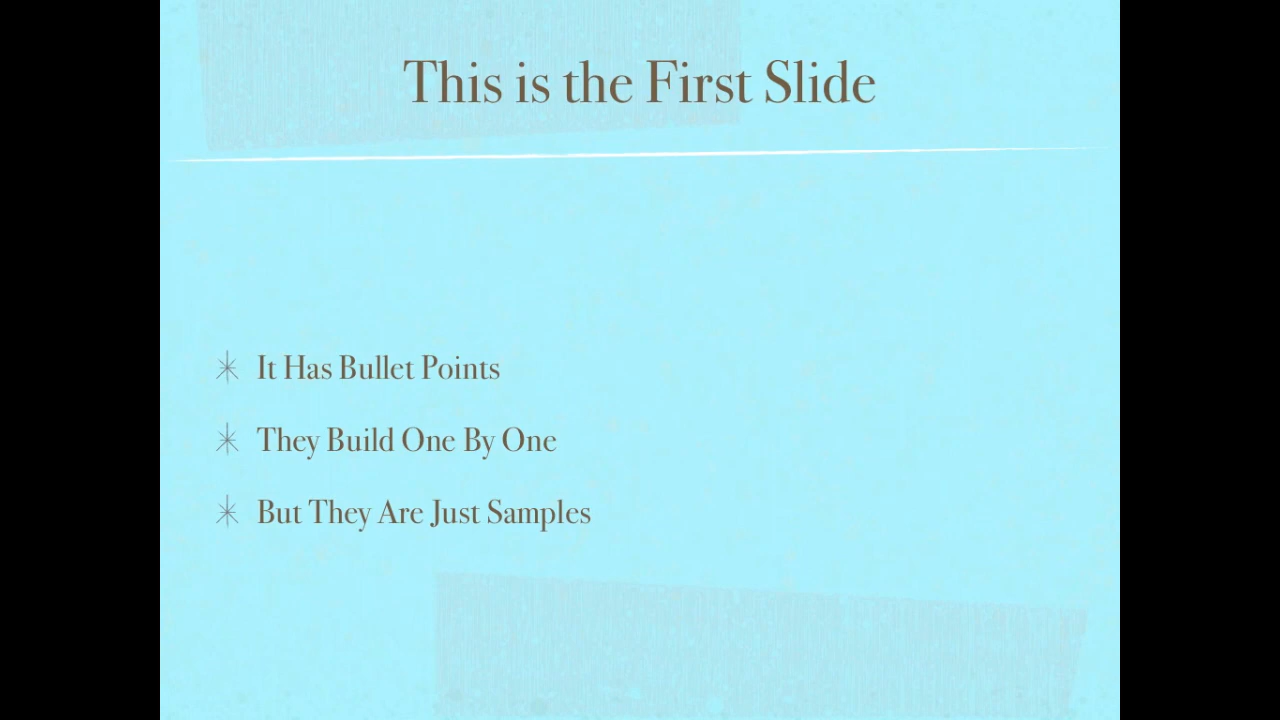 This is the First Slide
It Has Bullet Points
They Build One By One
But They Are Just Samples